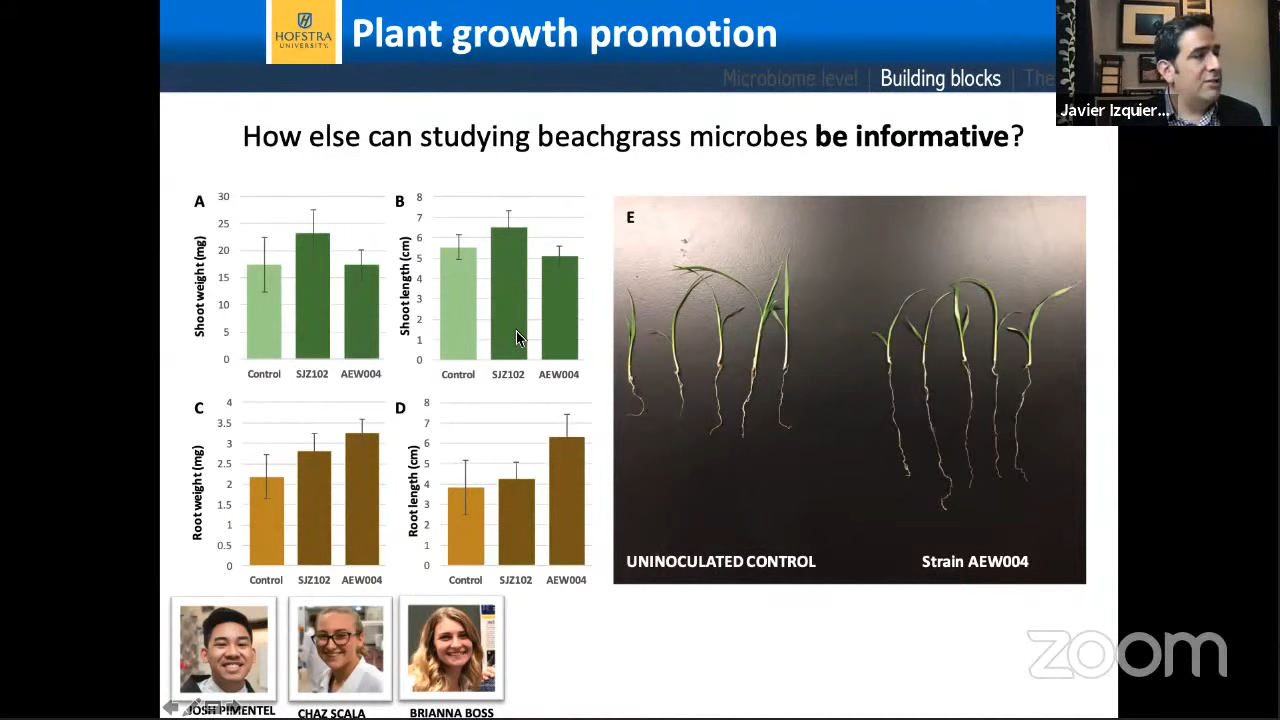 HOFSTRA
UNIVERSITY.
Plant growth promotion
Microbiome level | Building blocks | The
Javier Izquier...
How else can studying beachgrass microbes be informative?
A
Shoot weight (mg)
30
25
20
15
10
5
0
Control SJZ102 AEW004
B
Shoot length (cm)
8
7
6
5
4
3
2
1
0
Control SJZ102 AEW004
C
Root weight (mg)
4
3.5
3
2.5
2
1.5
1
0.5
0
Control SJZ102 AEW004
D
Root length (cm)
8
7
6
5
4
3
2
1
0
Control SJZ102 AEW004
E
UNINOCULATED CONTROL
Strain AEW004
JOSH PIMENTEL
CHAZ SCALA
BRIANNA BOSS
zoom